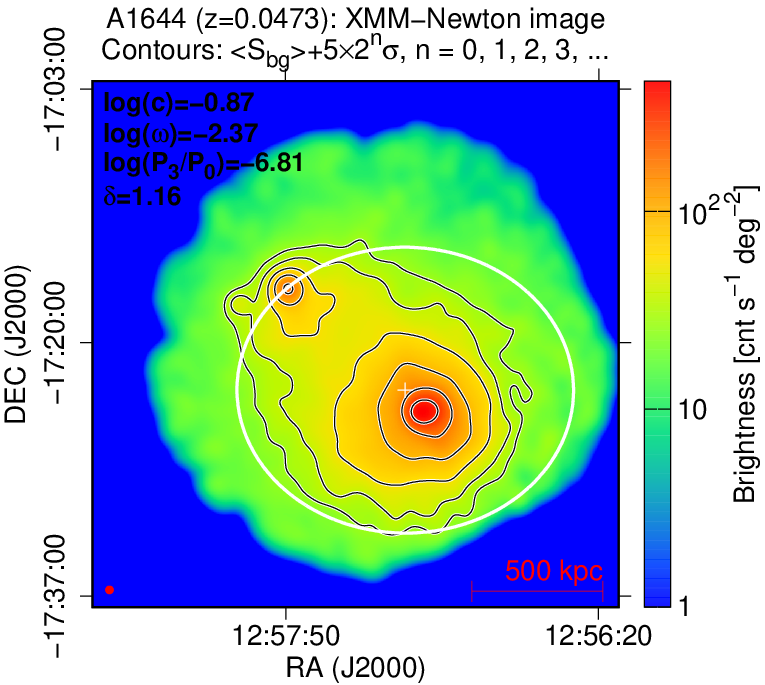 A1644 (z=0.0473): XMM−Newton image
Contours: <S_bg>+5×2^nσ, n = 0, 1, 2, 3, ...
log(c)=−0.87
log(ω)=−2.37
log(P_3/P_0)=−6.81
δ=1.16
−17:03:00
−17:20:00
−17:37:00
DEC (J2000)
500 kpc
12:57:50
12:56:20
RA (J2000)
10^2
10
1
Brightness [cnt s^−1 deg^−2]